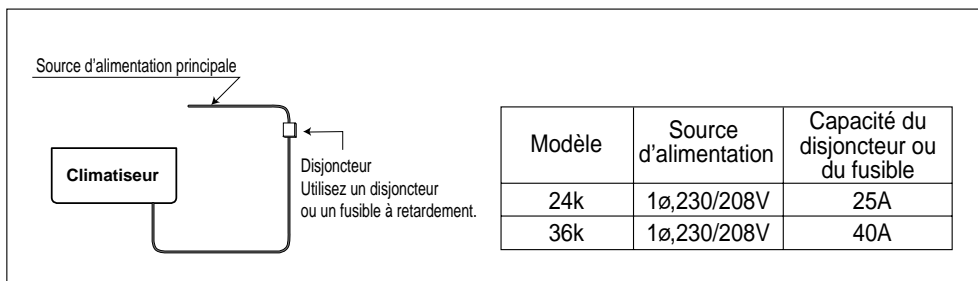 Source d'alimentation principale
Climatiseur
Disjoncteur
Utilisez un disjoncteur
ou un fusible à retardement.
Modèle
Source
d'alimentation
Capacité du
disjoncteur ou
du fusible
24k 1ø,230/208V 25A
36k 1ø,230/208V 40A